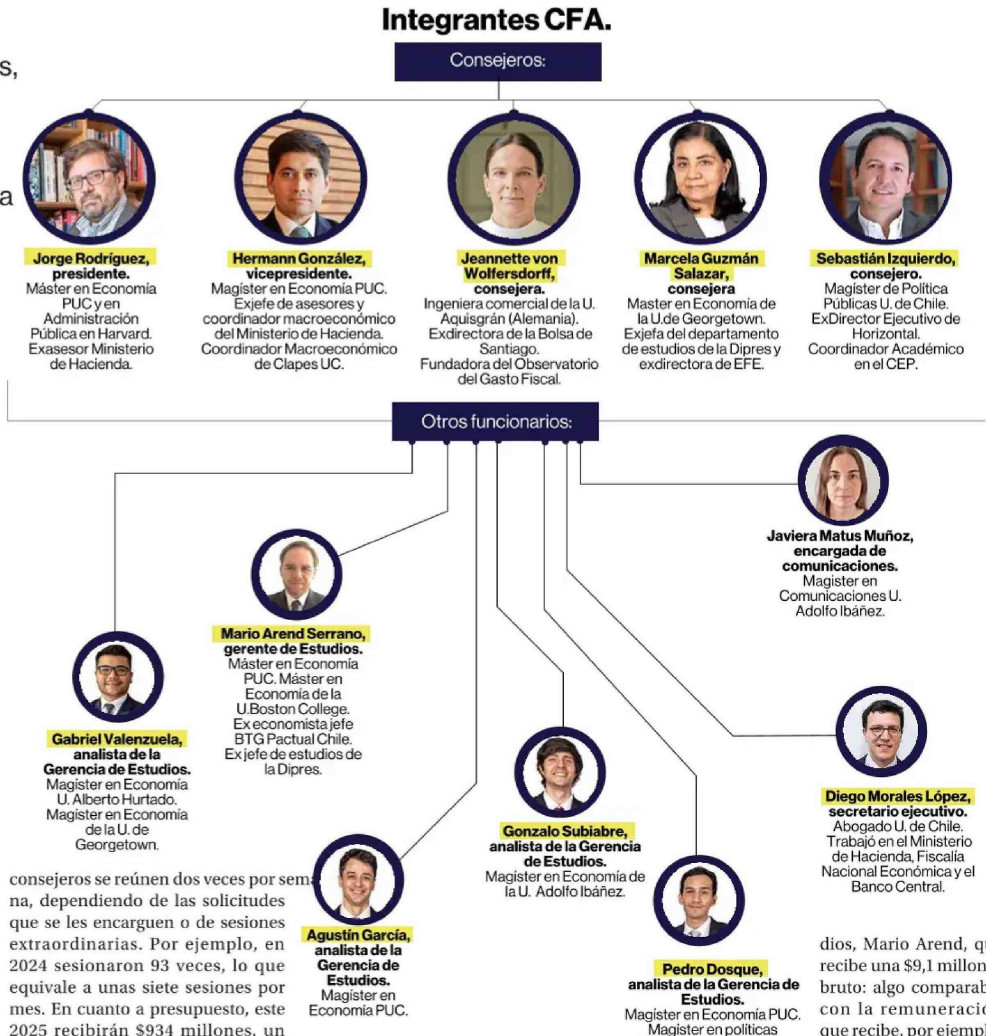 Integrantes CFA.
Consejeros:
s,
a
Jorge Rodríguez,
presidente.
Máster en Economía
PUC y en
Administración
Pública en Harvard.
Exasesor Ministerio
de Hacienda.
Hermann González,
vicepresidente.
Magíster en Economía PUC.
Exjefe de asesores y
coordinador macroeconómico
del Ministerio de Hacienda.
Coordinador Macroeconómico
de Clapes UC.
Jeannette von
Wolfersdorff,
consejera.
Ingeniera comercial de la U.
Aquisgrán (Alemania).
Exdirectora de la Bolsa de
Santiago.
Fundadora del Observatorio
del Gasto Fiscal.
Marcela Guzmán
Salazar,
consejera
Master en Economía de
la U.de Georgetown.
Exjefa del departamento
de estudios de la Dipres y
exdirectora de EFE.
Sebastián Izquierdo,
consejero.
Magíster de Política
Públicas U. de Chile.
ExDirector Ejecutivo de
Horizontal.
Coordinador Académico
en el CEP.
Otros funcionarios:
Javiera Matus Muñoz,
encargada de
comunicaciones.
Magister en
Comunicaciones U.
Adolfo Ibáñez.
Mario Arend Serrano,
gerente de Estudios.
Máster en Economía
PUC. Máster en
Economía de la
U.Boston College.
Ex economista jefe
BTG Pactual Chile.
Ex jefe de estudios de
la Dipres.
Gabriel Valenzuela,
analista de la
Gerencia de Estudios.
Magíster en Economía
U. Alberto Hurtado.
Magíster en Economía
de la U. de
Georgetown.
Gonzalo Subiabre,
analista de la Gerencia
de Estudios.
Magíster en Economía de
la U. Adolfo Ibáñez.
Diego Morales López,
secretario ejecutivo.
Abogado U. de Chile.
Trabajó en el Ministerio
de Hacienda, Fiscalía
Nacional Económica y el
Banco Central.
Agustín García,
analista de la
Gerencia de
Estudios.
Magíster en
Economía PUC.
Pedro Dosque,
analista de la Gerencia de
Estudios.
Magíster en Economía PUC.
Magíster en políticas
consejeros se reúnen dos veces por sema
na, dependiendo de las solicitudes
que se les encarguen o de sesiones
extraordinarias. Por ejemplo, en
2024 sesionaron 93 veces, lo que
equivale a unas siete sesiones por
mes. En cuanto a presupuesto, este
2025 recibirán $934 millones, un
dios, Mario Arend, qu
recibe una $9,1 millon
bruto: algo comparab
con la remuneració
que recibe, por ejempl